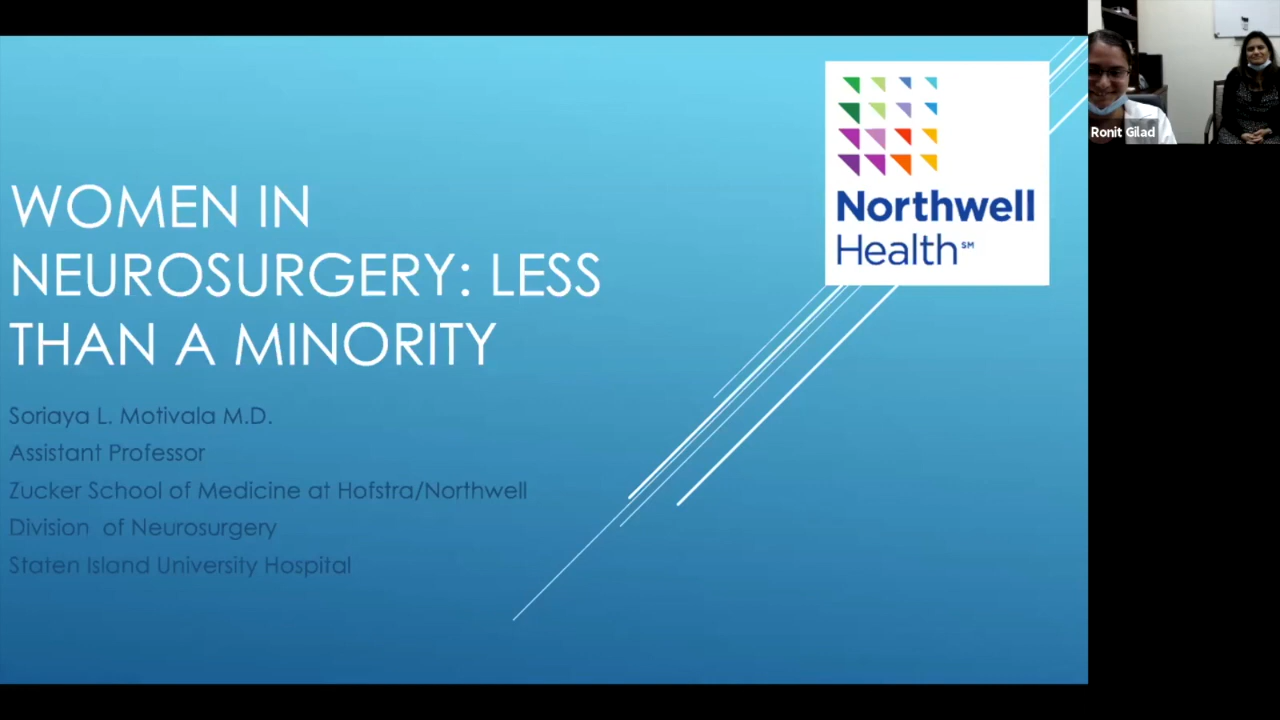 WOMEN IN
NEUROSURGERY: LESS
THAN A MINORITY
Soriaya L. Motivala M.D.
Assistant Professor
Zucker School of Medicine at Hofstra/Northwell
Division of Neurosurgery
Staten Island University Hospital
Northwell
Health℠
Ronit Gilad